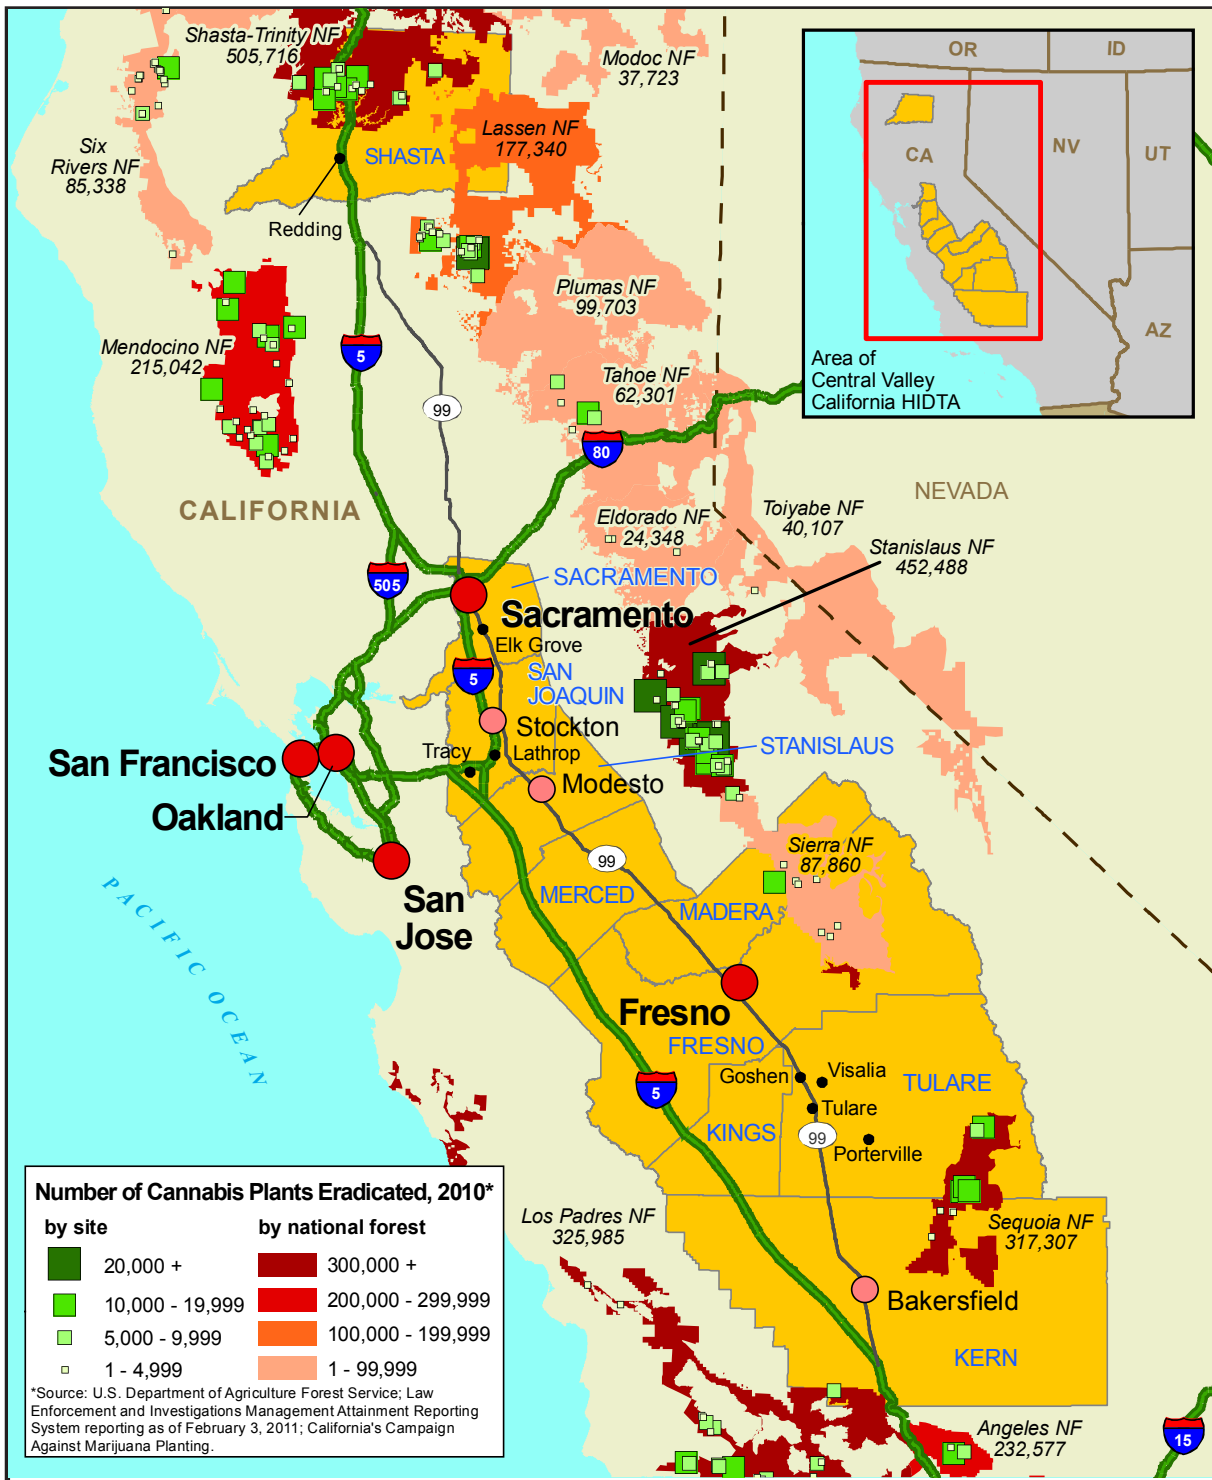 Shasta-Trinity NF
505,716
Modoc NF
37,723
Six
Rivers NF
85,338
Lassen NF
177,340
SHASTA
Redding
Plumas NF
99,703
Mendocino NF
215,042
5
99
Tahoe NF
62,301
80
OR
ID
CA
NV
UT
AZ
Area of
Central Valley
California HIDTA
CALIFORNIA
NEVADA
Eldorado NF
24,348
Toiyabe NF
40,107
Stanislaus NF
452,488
505
SACRAMENTO
Sacramento
Elk Grove
5
SAN
JOAQUIN
Stockton
Tracy
Lathrop
STANISLAUS
San Francisco
Oakland
Modesto
San
Jose
99
Sierra NF
87,860
MERCED
MADERA
PACIFIC OCEAN
Fresno
FRESNO
Goshen
Visalia
TULARE
5
Tulare
KINGS
99
Porterville
Los Padres NF
325,985
Sequoia NF
317,307
Bakersfield
KERN
Angeles NF
232,577
15
Number of Cannabis Plants Eradicated, 2010*
by site
by national forest
20,000 +
300,000 +
10,000 - 19,999
200,000 - 299,999
5,000 - 9,999
100,000 - 199,999
1 - 4,999
1 - 99,999
*Source: U.S. Department of Agriculture Forest Service; Law
Enforcement and Investigations Management Attainment Reporting
System reporting as of February 3, 2011; California's Campaign
Against Marijuana Planting.